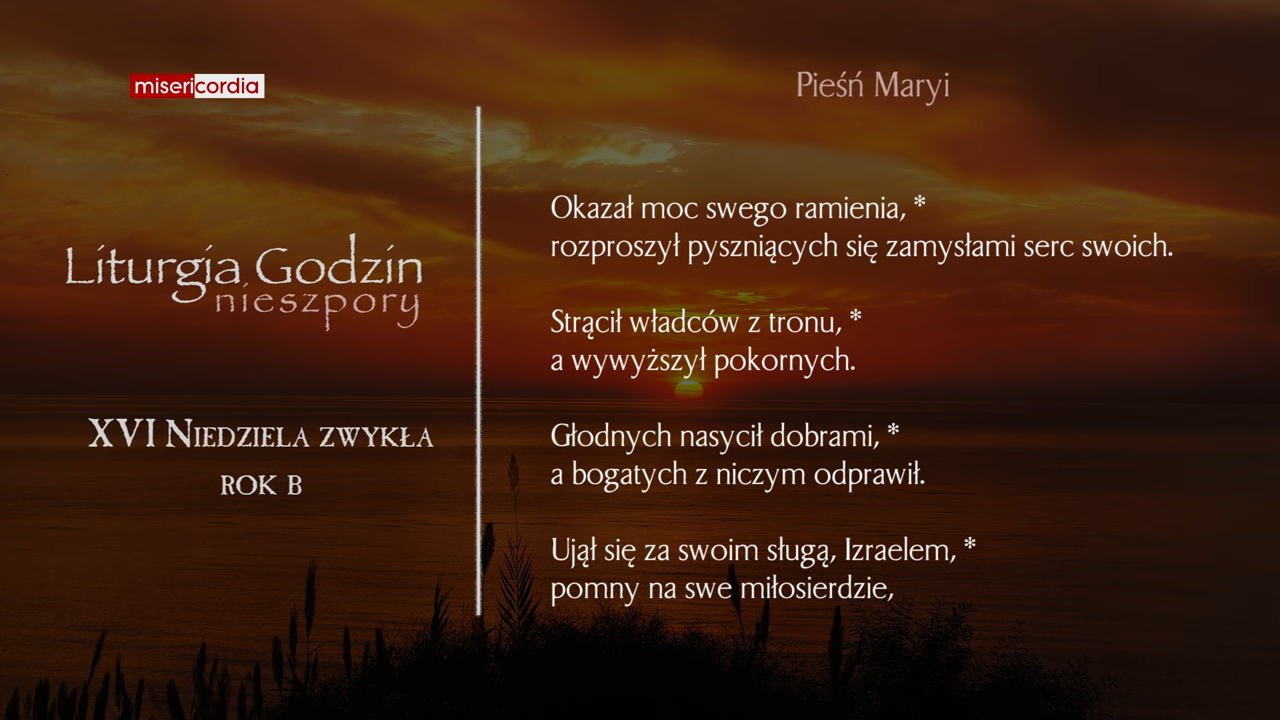 misericordia
Liturgia Godzin
nieszpory
XVI Niedziela zwykła
rok B
Pieśń Maryi
Okazał moc swego ramienia, *
rozproszył pyszniących się zamysłami serc swoich.
Strącił władców z tronu, *
a wywyższył pokornych.
Głodnych nasycił dobrami, *
a bogatych z niczym odprawił.
Ujął się za swoim sługą, Izraelem, *
pomny na swe miłosierdzie,